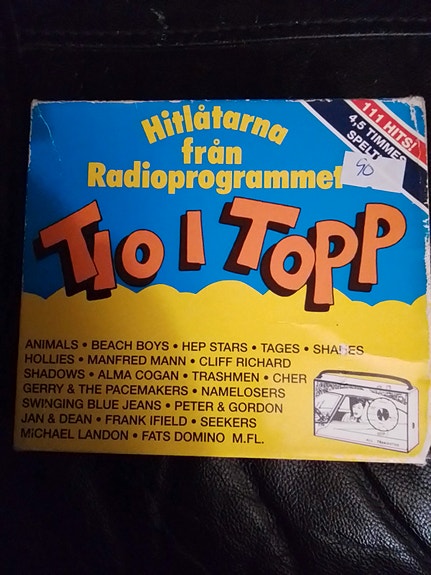 Hitlåtarna
från
Radioprogrammet
TIO I TOPP
111 HITS!
4,5 TIMMES
90
ANIMALS • BEACH BOYS • HEP STARS • TAGES • SHANES
HOLLIES • MANFRED MANN • CLIFF RICHARD
SHADOWS • ALMA COGAN • TRASHMEN • CHER
GERRY & THE PACEMAKERS • NAMELOSERS
SWINGING BLUE JEANS • PETER & GORDON
JAN & DEAN • FRANK IFIELD • SEEKERS
MICHAEL LANDON • FATS DOMINO M.FL.